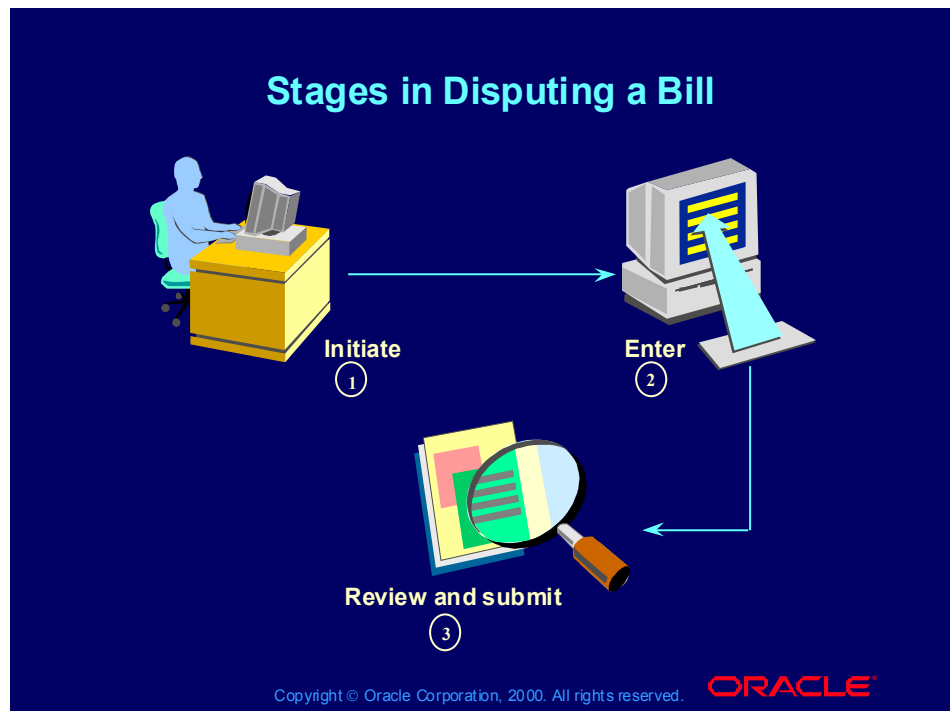 Stages in Disputing a Bill
Initiate
1
Enter
2
Review and submit
3
Copyright © Oracle Corporation, 2000. All rights reserved.
ORACLE®